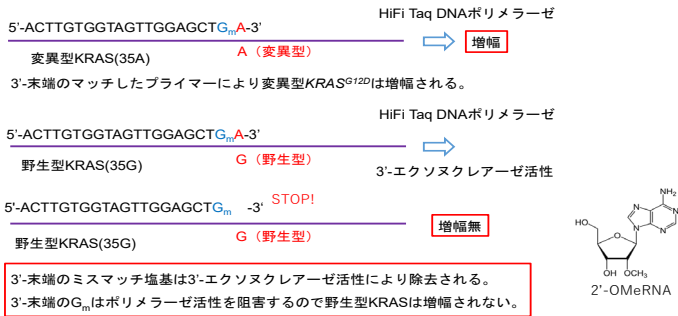 HiFi Taq DNAポリメラーゼ
5'-ACTTGTGGTAGTTGGAGCTGmA-3'
A（変異型）
増幅
変異型KRAS(35A)
3'-末端のマッチしたプライマーにより変異型KRASG12Dは増幅される。
HiFi Taq DNAポリメラーゼ
5'-ACTTGTGGTAGTTGGAGCTGmA-3'
G（野生型）
野生型KRAS(35G)
3'-エクソヌクレアーゼ活性
5'-ACTTGTGGTAGTTGGAGCTGm -3' STOP!
G（野生型）
増幅無
野生型KRAS(35G)
3'-末端のミスマッチ塩基は3'-エクソヌクレアーゼ活性により除去される。
3'-末端のGmはポリメラーゼ活性を阻害するので野生型KRASは増幅されない。
NH2
N
N
N
N
HO
O
OH
OCH3
2'-OMeRNA